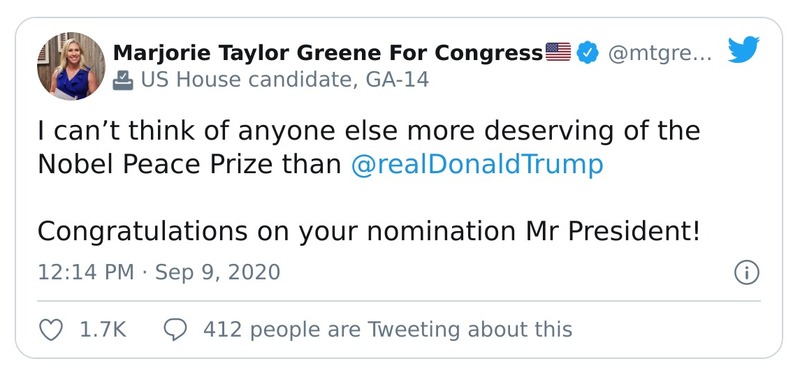 Marjorie Taylor Greene For Congress🇺🇸 @mtgre...
US House candidate, GA-14
I can’t think of anyone else more deserving of the
Nobel Peace Prize than @realDonaldTrump
Congratulations on your nomination Mr President!
12:14 PM · Sep 9, 2020
1.7K 412 people are Tweeting about this